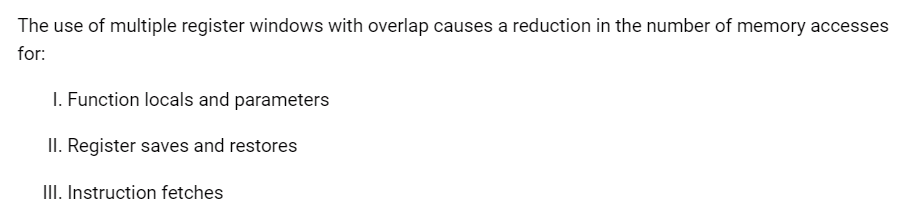 The use of multiple register windows with overlap causes a reduction in the number of memory accesses
for:
I. Function locals and parameters
II. Register saves and restores
III. Instruction fetches